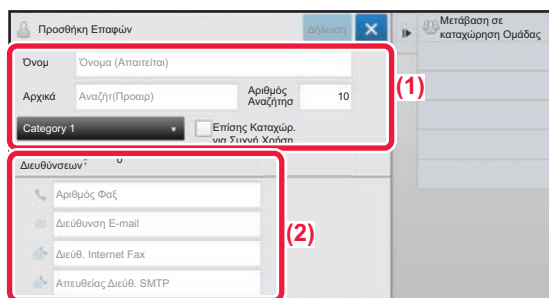 Προσθήκη Επαφών
Δήλωση
Μετάβαση σε
καταχώρηση Ομάδας
Όνομ
Όνομα (Απαιτείται)
(1)
Αρχικά
Αναζήτ(Προαιρ)
Αριθμός
Αναζήτησ
10
Category 1
Επίσης Καταχώρ.
για Συχνή Χρήση
Διευθύνσεων:
0
Αριθμός Φαξ
Διεύθυνση E-mail
(2)
Διεύθ. Internet Fax
Απευθείας Διεύθ. SMTP